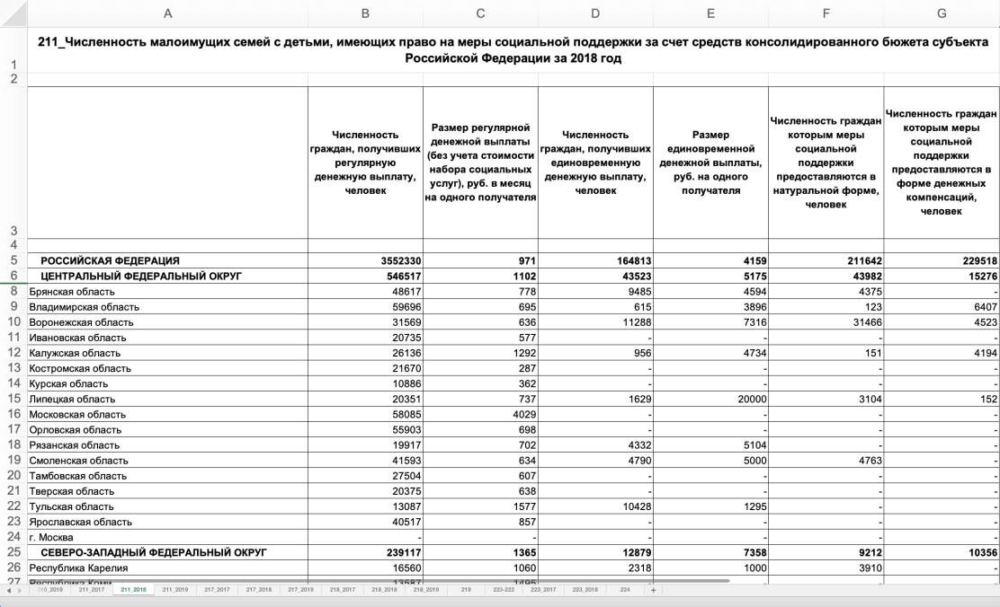 A B C D E F G
1 211_Численность малоимущих семей с детьми, имеющих право на меры социальной поддержки за счет средств консолидированного бюжета субъекта
Российской Федерации за 2018 год
2
3 Численность граждан, получивших регулярную денежную выплату, человек Размер регулярной денежной выплаты (без учета стоимости набора социальных услуг), руб. в месяц на одного получателя Численность граждан, получивших единовременную денежную выплату, человек Размер единовременной денежной выплаты, руб. на одного получателя Численность граждан которым меры социальной поддержки предоставляются в натуральной форме, человек Численность граждан которым меры социальной поддержки предоставляются в форме денежных компенсаций, человек
4
5 РОССИЙСКАЯ ФЕДЕРАЦИЯ 3552330 971 164813 4159 211642 229518
6 ЦЕНТРАЛЬНЫЙ ФЕДЕРАЛЬНЫЙ ОКРУГ 546517 1102 43523 5175 43982 15276
8 Брянская область 48617 778 9485 4594 4375 -
9 Владимирская область 59696 695 615 3896 123 6407
10 Воронежская область 31569 636 11288 7316 31466 4523
11 Ивановская область 20735 577 - - - -
12 Калужская область 26136 1292 956 4734 151 4194
13 Костромская область 21670 287 - - - -
14 Курская область 10886 362 - - - -
15 Липецкая область 20351 737 1629 20000 3104 152
16 Московская область 58085 4029 - - - -
17 Орловская область 55903 698 - - - -
18 Рязанская область 19917 702 4332 5104 - -
19 Смоленская область 41593 634 4790 5000 4763 -
20 Тамбовская область 27504 607 - - - -
21 Тверская область 20375 638 - - - -
22 Тульская область 13087 1577 10428 1295 - -
23 Ярославская область 40517 857 - - - -
24 г. Москва - - - - - -
25 СЕВЕРО-ЗАПАДНЫЙ ФЕДЕРАЛЬНЫЙ ОКРУГ 239117 1365 12879 7358 9212 10356
26 Республика Карелия 16560 1060 2318 1000 3910 -
27 Республика Коми 13587 1495
210_2019 211_2017 211_2018 211_2019 217_2017 217_2018 217_2019 218_2017 218_2018 218_2019 219 220-222 223_2017 223_2018 224 +